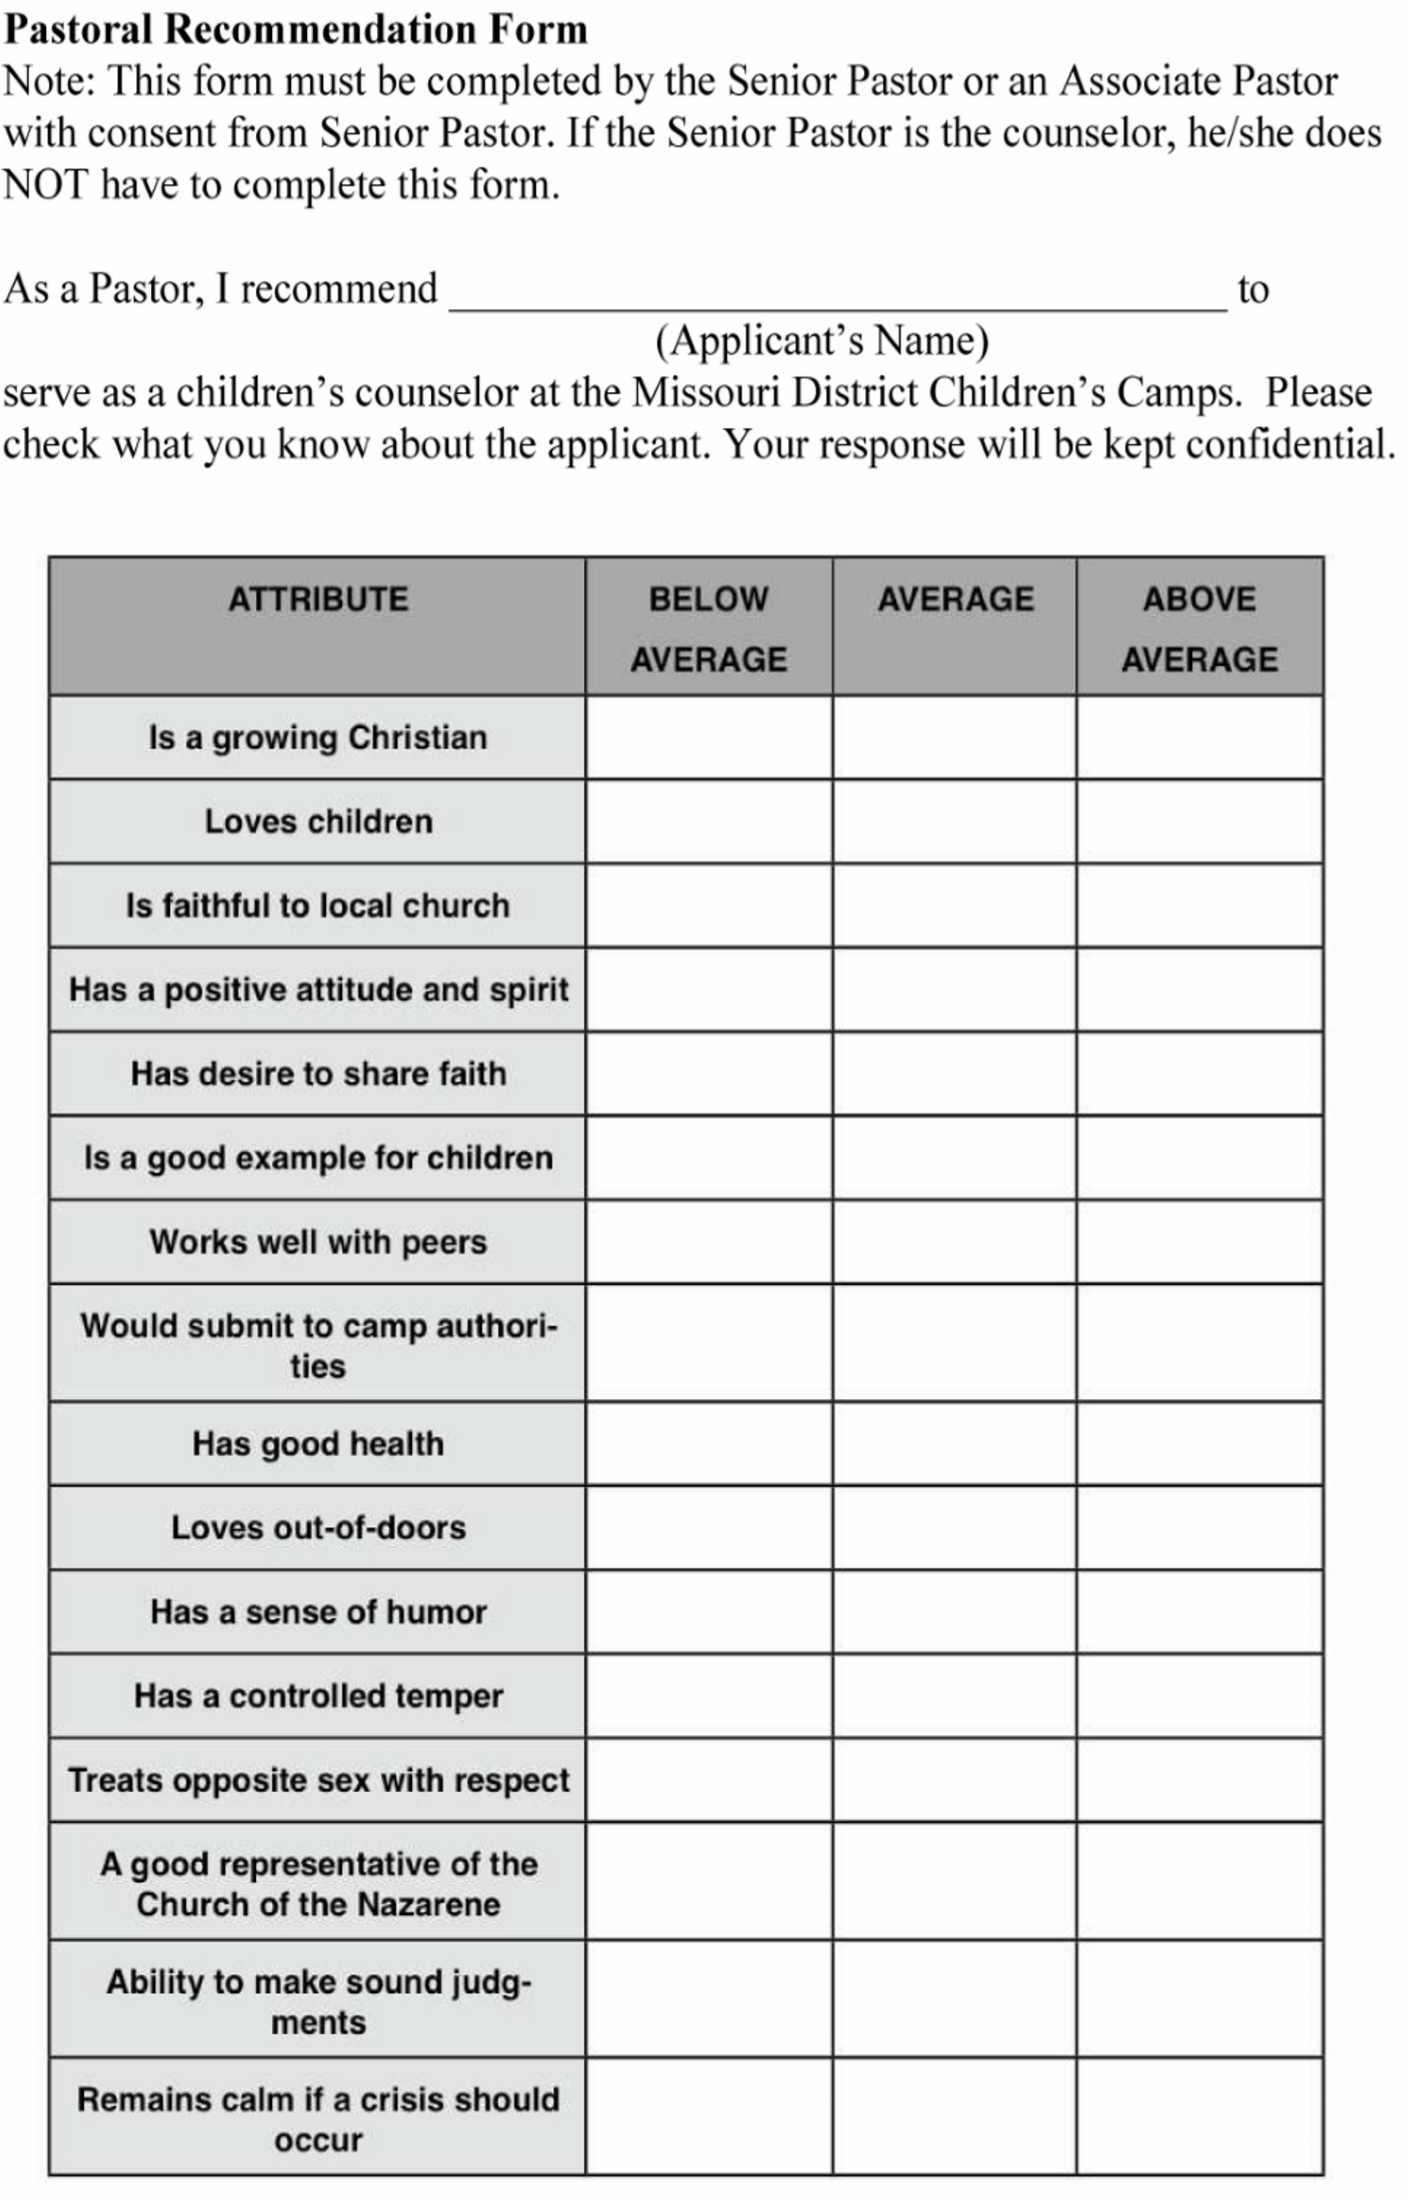 Pastoral Recommendation Form
Note: This form must be completed by the Senior Pastor or an Associate Pastor
with consent from Senior Pastor. If the Senior Pastor is the counselor, he/she does
NOT have to complete this form.
As a Pastor, I recommend ______________________________ to
(Applicant’s Name)
serve as a children’s counselor at the Missouri District Children’s Camps.  Please
check what you know about the applicant. Your response will be kept confidential.
ATTRIBUTE BELOW AVERAGE ABOVE
AVERAGE AVERAGE
Is a growing Christian
Loves children
Is faithful to local church
Has a positive attitude and spirit
Has desire to share faith
Is a good example for children
Works well with peers
Would submit to camp authori-
ties
Has good health
Loves out-of-doors
Has a sense of humor
Has a controlled temper
Treats opposite sex with respect
A good representative of the
Church of the Nazarene
Ability to make sound judg-
ments
Remains calm if a crisis should
occur